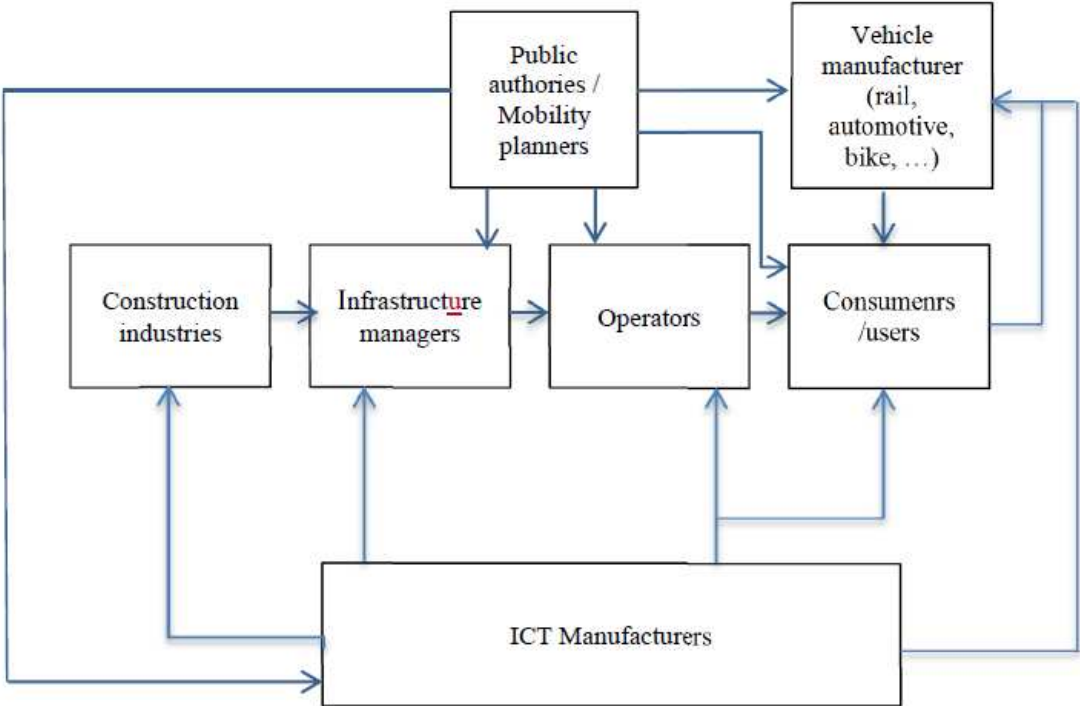 Public
authories /
Mobility
planners
Vehicle
manufacturer
(rail,
automotive,
bike, …)
Construction
industries
Infrastructure
managers
Operators
Consumenrs
/users
ICT Manufacturers